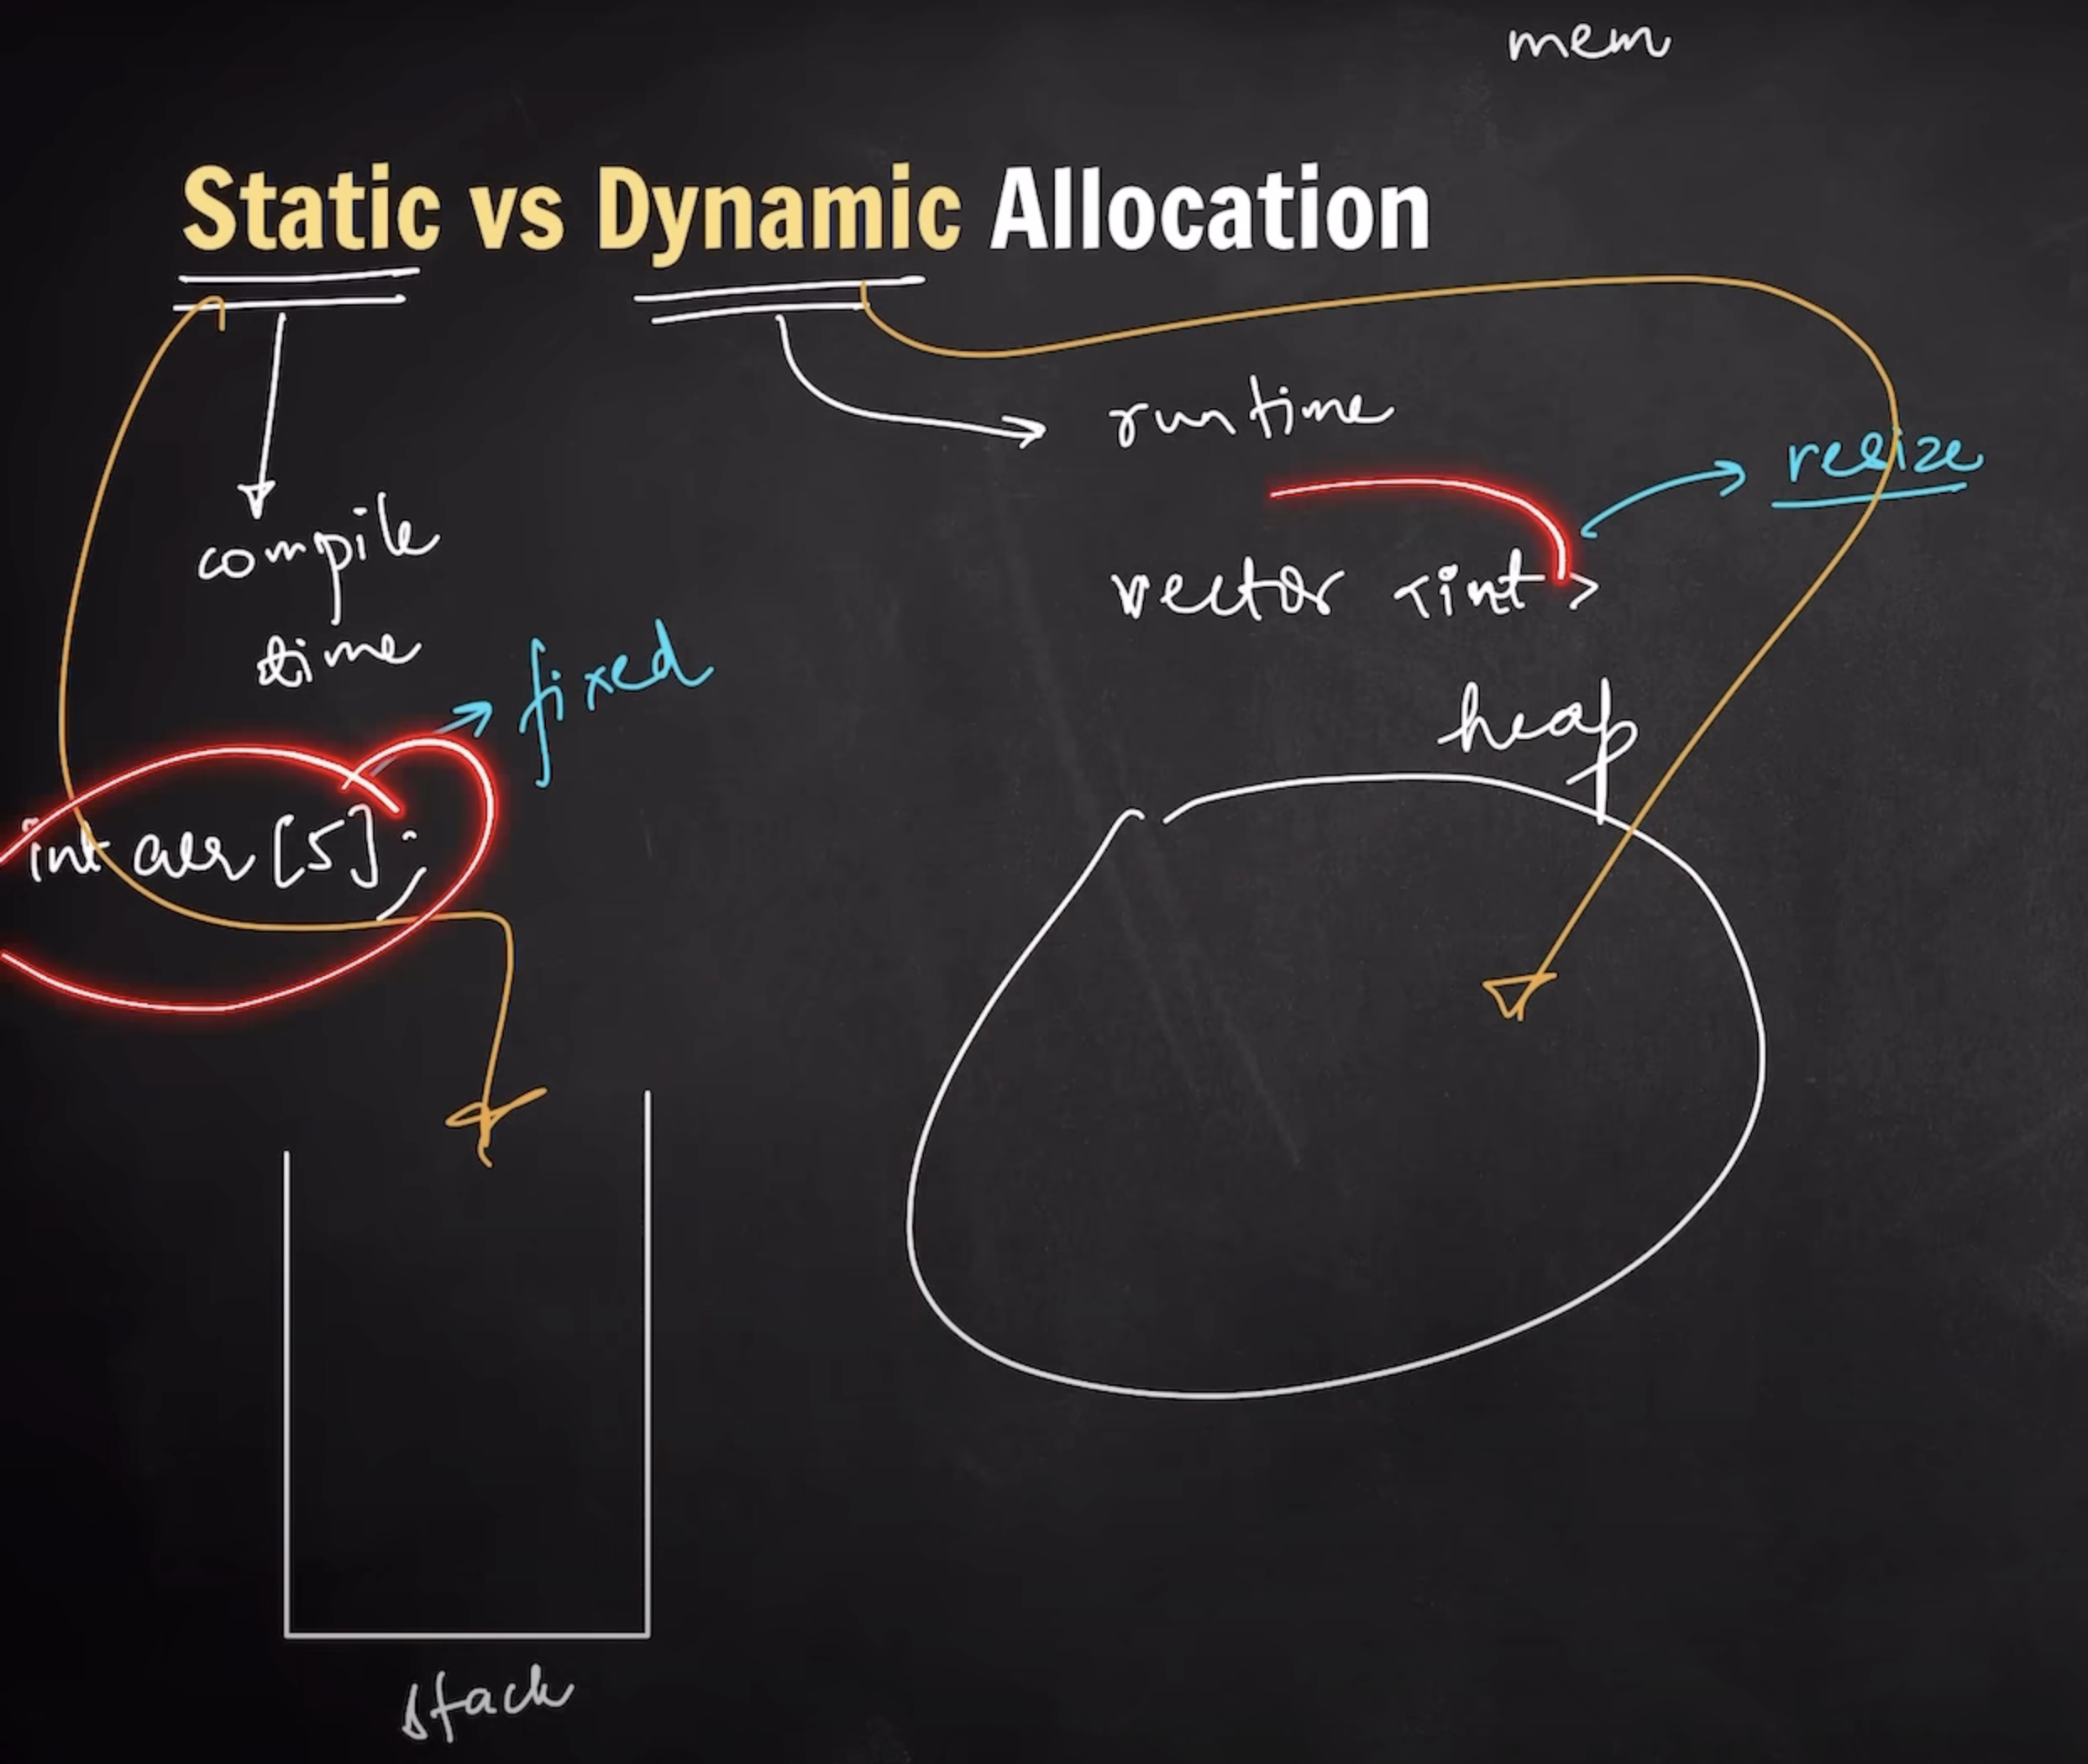 mem
Static vs Dynamic Allocation
runtime
resize
compile
time
vector <int>
fixed
heap
int arr [5];
stack